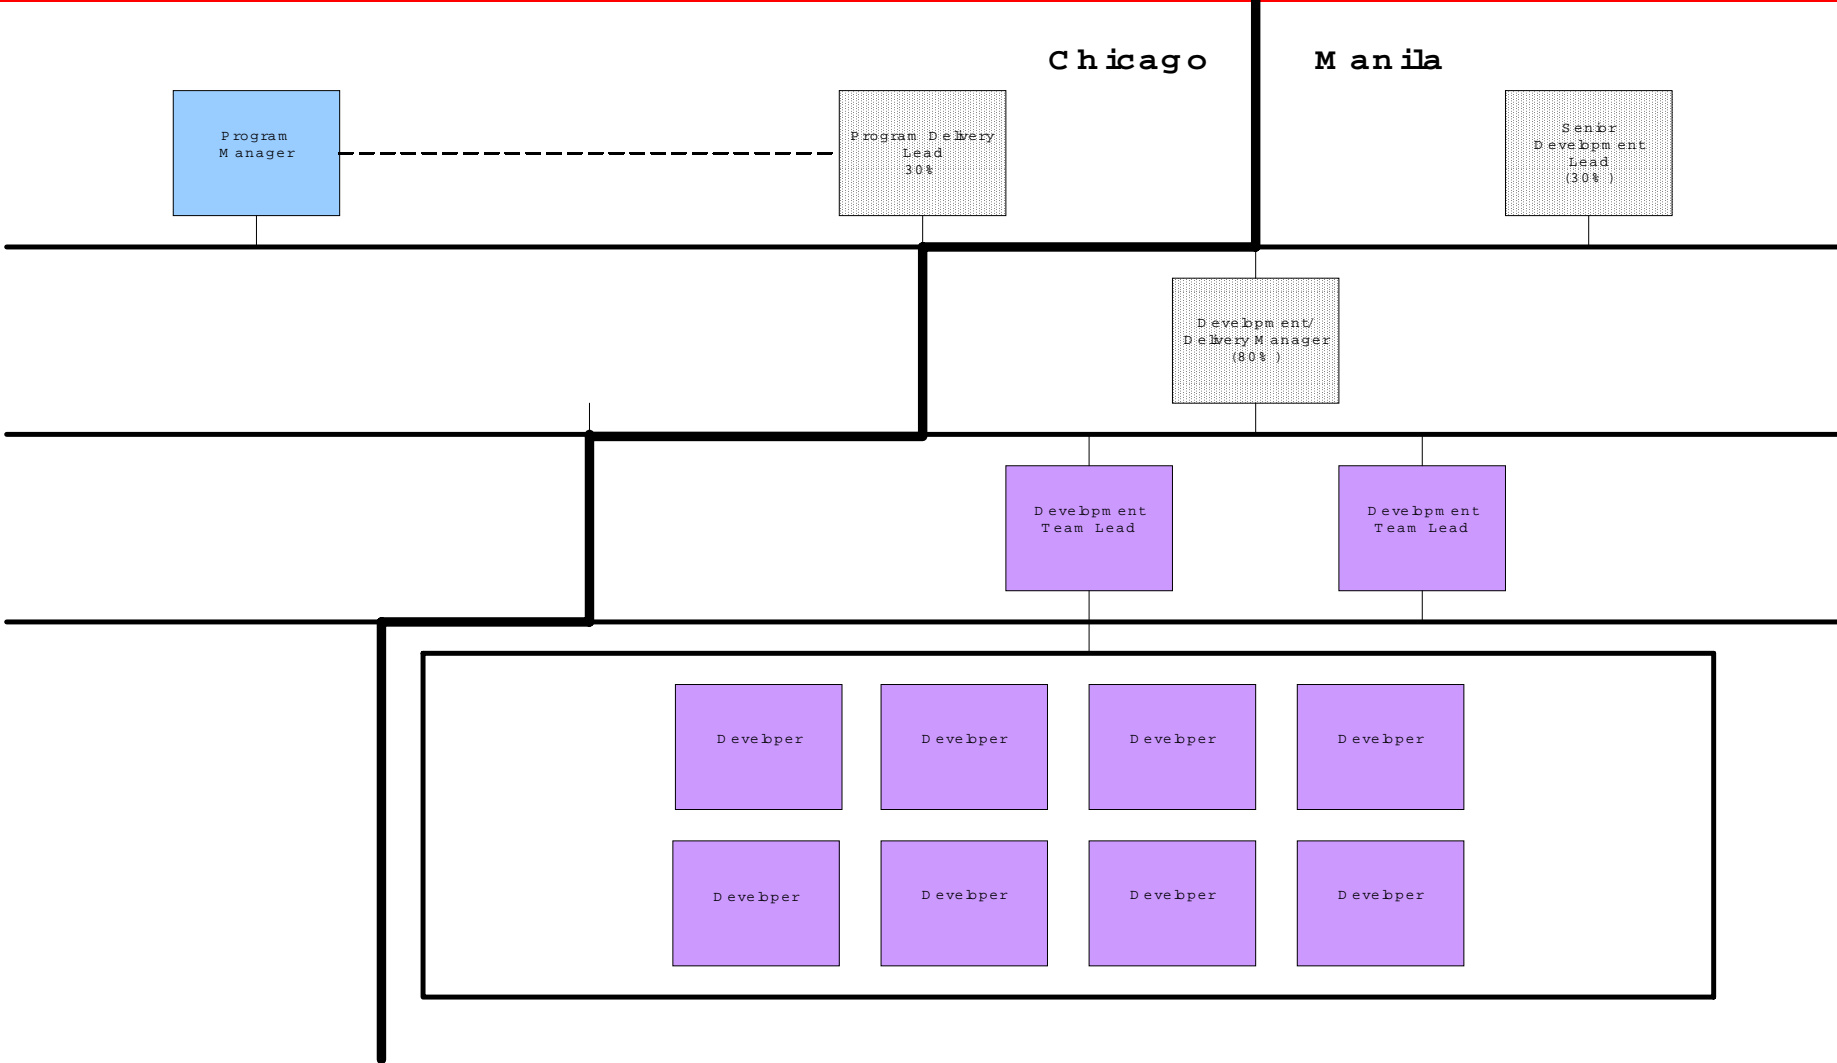 Chicago
Manila
Program
Manager
Program Delivery
Lead
30%
Senior
Development
Lead
(30%)
Development/
Delivery Manager
(80%)
Development
Team Lead
Development
Team Lead
Developer
Developer
Developer
Developer
Developer
Developer
Developer
Developer